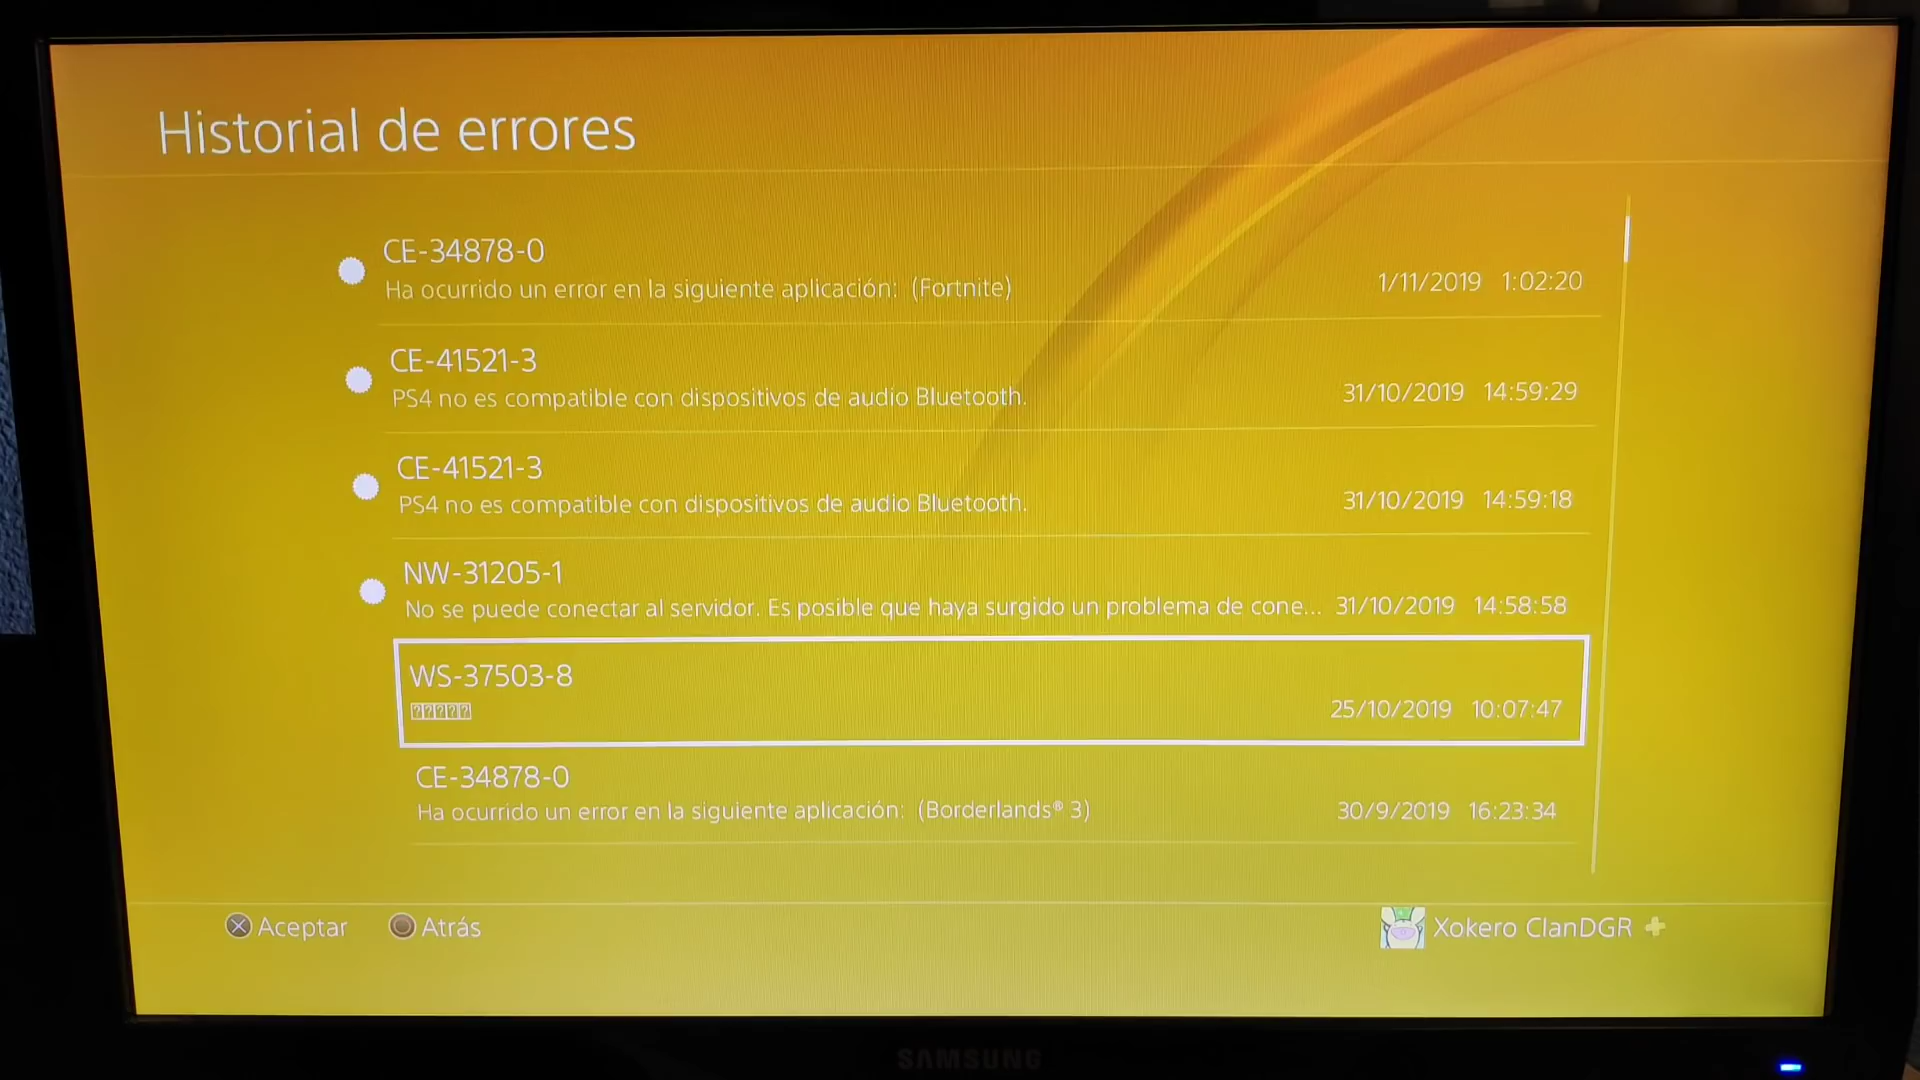 Historial de errores
CE-34878-0
Ha ocurrido un error en la siguiente aplicación: (Fortnite)
1/11/2019 1:02:20
CE-41521-3
PS4 no es compatible con dispositivos de audio Bluetooth.
31/10/2019 14:59:29
CE-41521-3
PS4 no es compatible con dispositivos de audio Bluetooth.
31/10/2019 14:59:18
NW-31205-1
No se puede conectar al servidor. Es posible que haya surgido un problema de cone...
31/10/2019 14:58:58
WS-37503-8
25/10/2019 10:07:47
CE-34878-0
Ha ocurrido un error en la siguiente aplicación: (Borderlands® 3)
30/9/2019 16:23:34
Aceptar
Atrás
Xokero ClanDGR
SAMSUNG